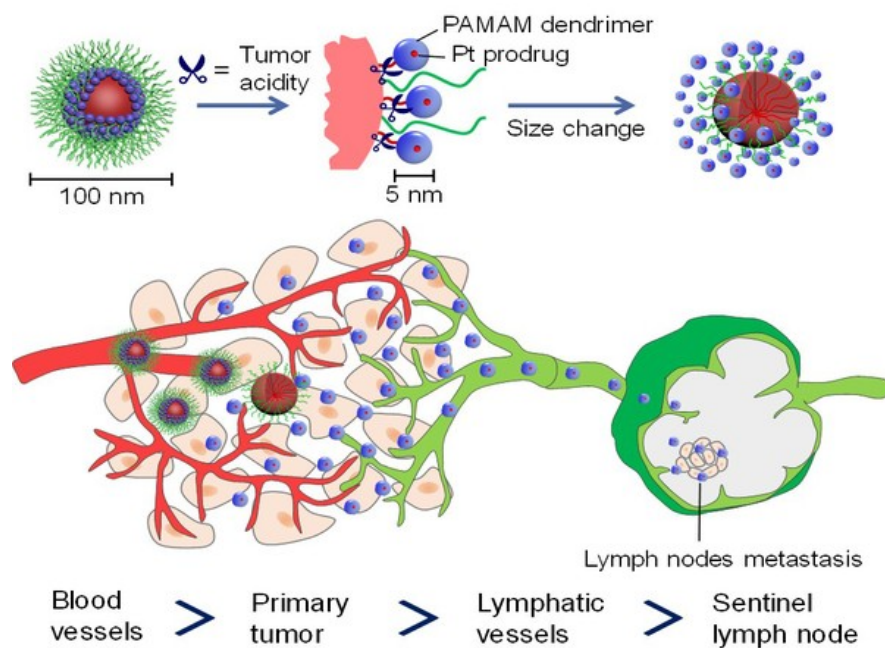 PAMAM dendrimer
= Tumor
acidity
Pt prodrug
Size change
100 nm
5 nm
Lymph nodes metastasis
Blood
vessels
>
Primary
tumor
>
Lymphatic
vessels
>
Sentinel
lymph node